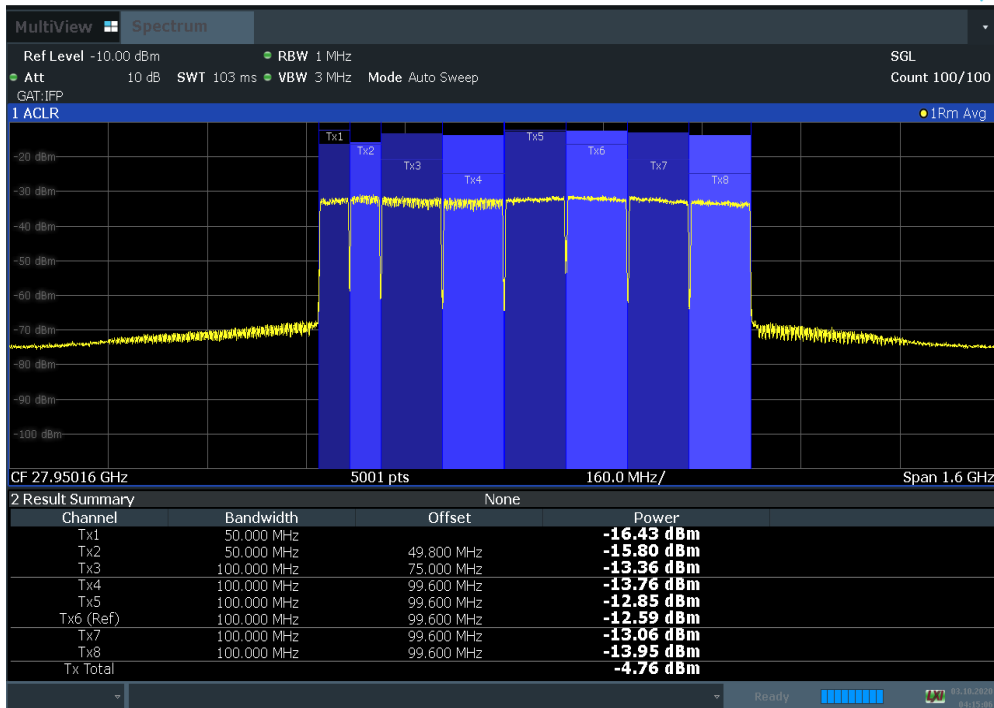 MultiView Spectrum
Ref Level -10.00 dBm RBW 1 MHz SGL
Att 10 dB SWT 103 ms VBW 3 MHz Mode Auto Sweep Count 100/100
GAT:IFP
1 ACLR 1Rm Avg
Tx1 Tx2 Tx3 Tx4 Tx5 Tx6 Tx7 Tx8
-20 dBm
-30 dBm
-40 dBm
-50 dBm
-60 dBm
-70 dBm
-80 dBm
-90 dBm
-100 dBm
CF 27.95016 GHz 5001 pts 160.0 MHz/ Span 1.6 GHz
2 Result Summary None
Channel Bandwidth Offset Power
Tx1 50.000 MHz -16.43 dBm
Tx2 50.000 MHz 49.800 MHz -15.80 dBm
Tx3 100.000 MHz 75.000 MHz -13.36 dBm
Tx4 100.000 MHz 99.600 MHz -13.76 dBm
Tx5 100.000 MHz 99.600 MHz -12.85 dBm
Tx6 (Ref) 100.000 MHz 99.600 MHz -12.59 dBm
Tx7 100.000 MHz 99.600 MHz -13.06 dBm
Tx8 100.000 MHz 99.600 MHz -13.95 dBm
Tx Total -4.76 dBm
Ready LXI 03.10.2020
04:15:06